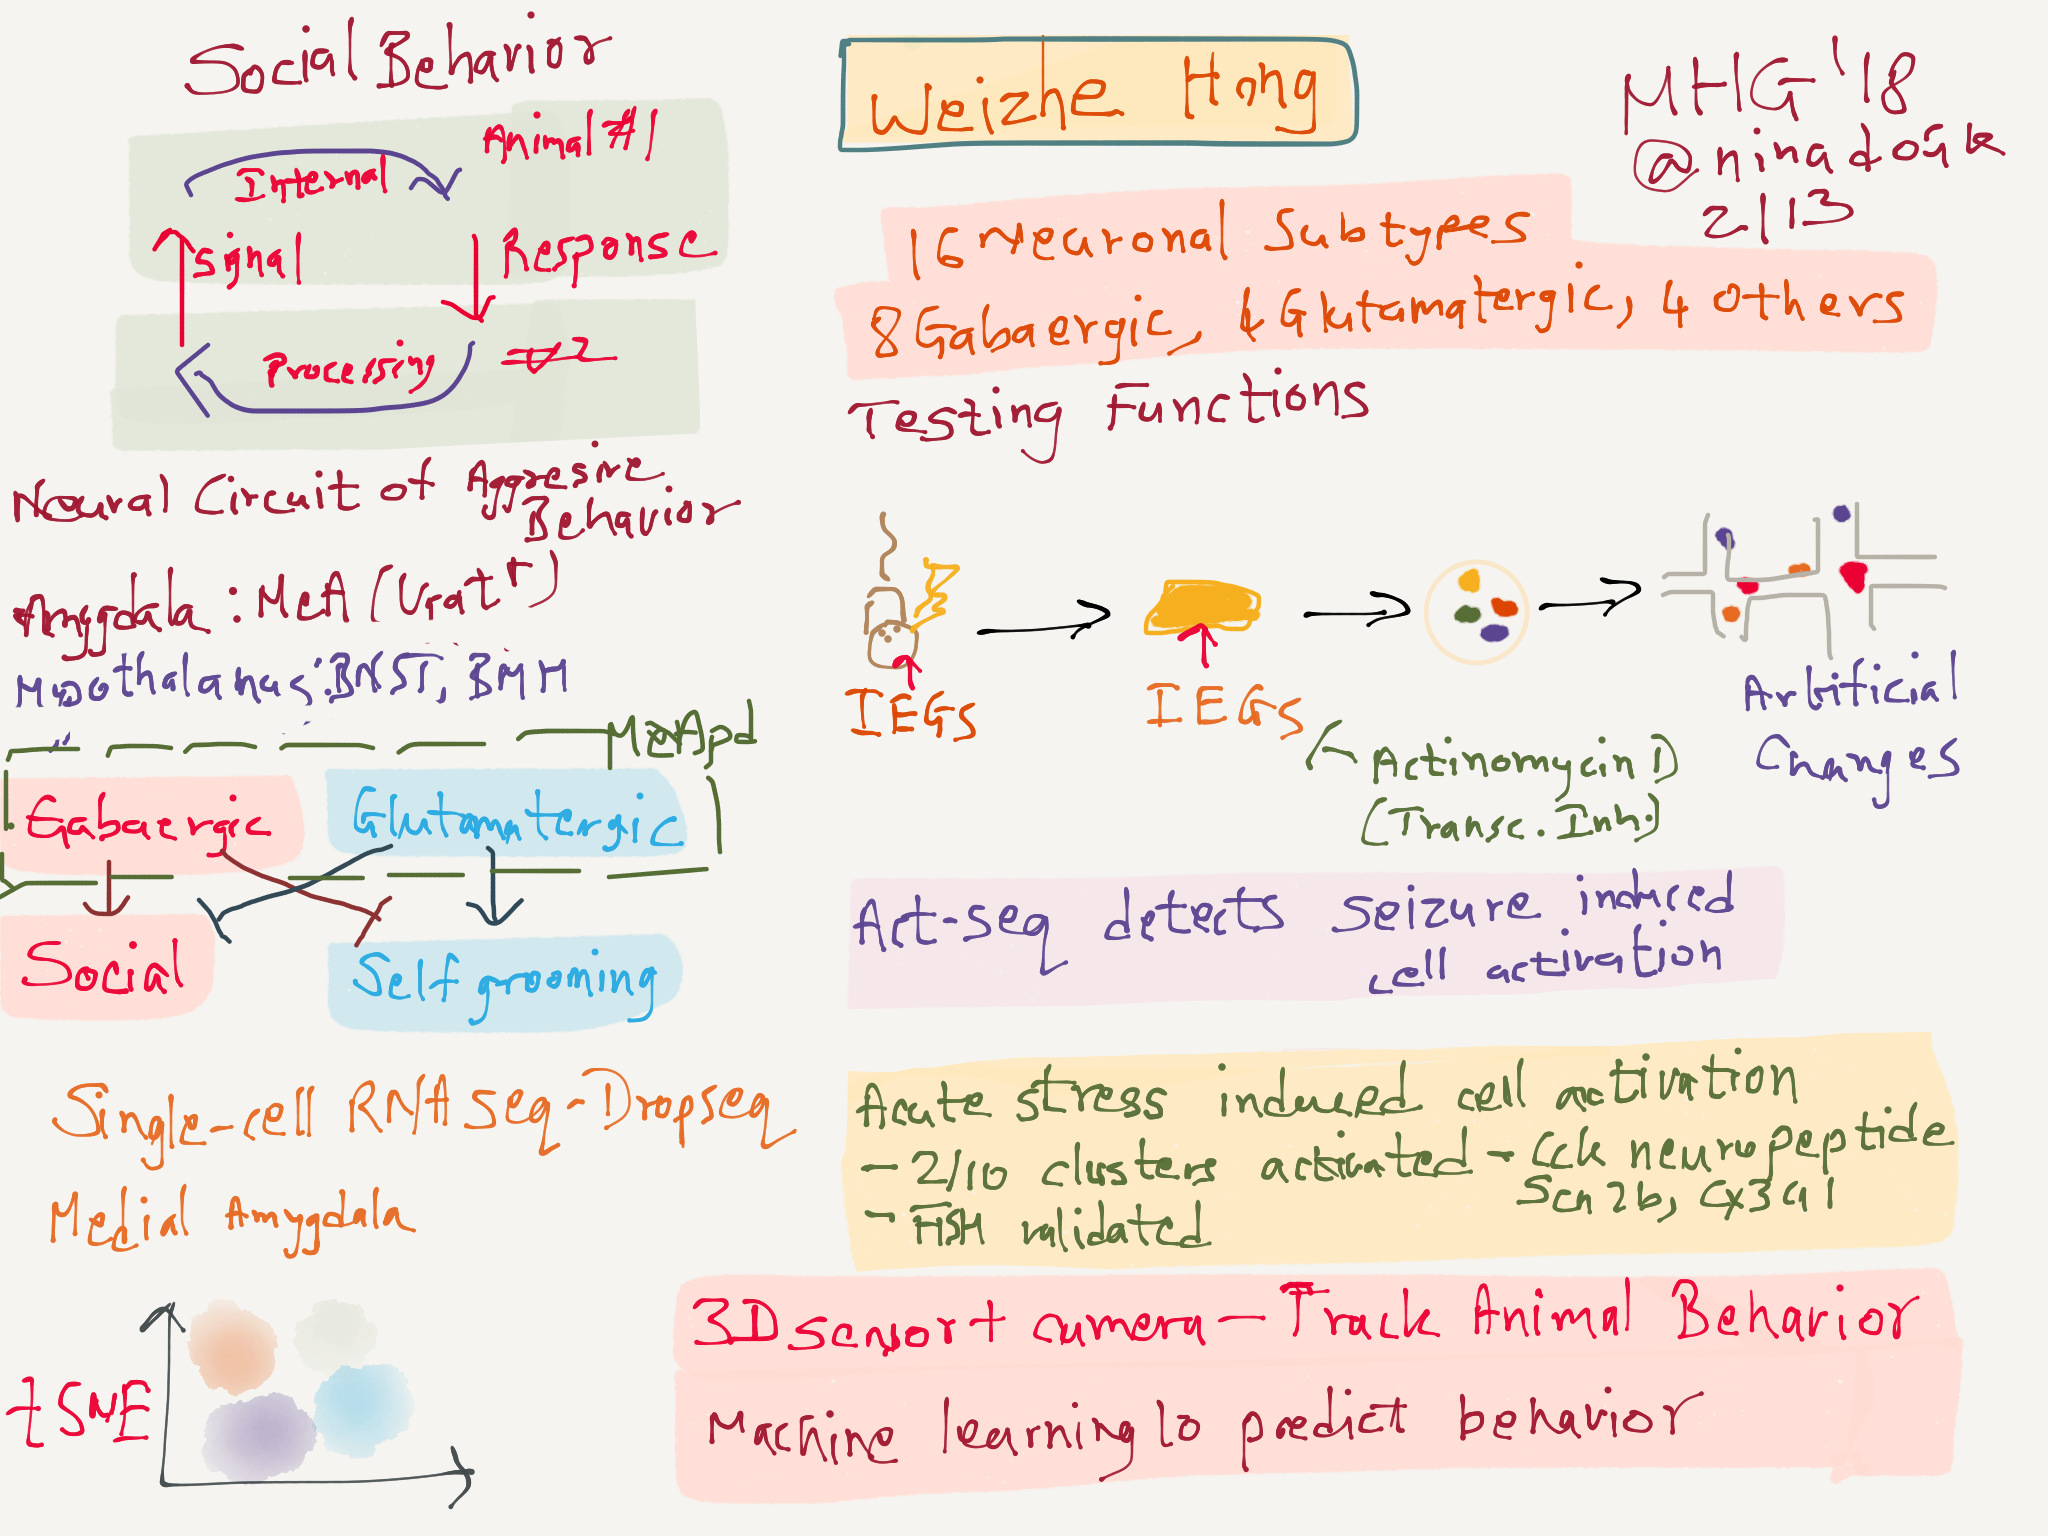 Social Behavior
Animal #1
Internal
signal
Response
Processing
#2
Neural Circuit of Aggresive
Behavior
Amygdala : MeA (Vgat+)
BNST, BMH
MeApd
Gabaergic
Glutamatergic
Social
Self grooming
Single-cell RNA seq - Dropseq
Medial Amygdala
tSNE
Weizhe Hong
MHG '18
@ninadoak
2/13
16 Neuronal Subtypes
8 Gabaergic, 4 Glutamatergic, 4 others
Testing Functions
IEGS
IEGS
Actinomycin D
(Transc. Inh.)
Artificial
Changes
Act-seq detects seizure induced
cell activation
Acute stress induced cell activation
- 2/10 clusters activated - Cck neuropeptide
Scn2b, Cx3cl1
- FISH validated
3D sensor + camera - Track Animal Behavior
Machine learning to predict behavior